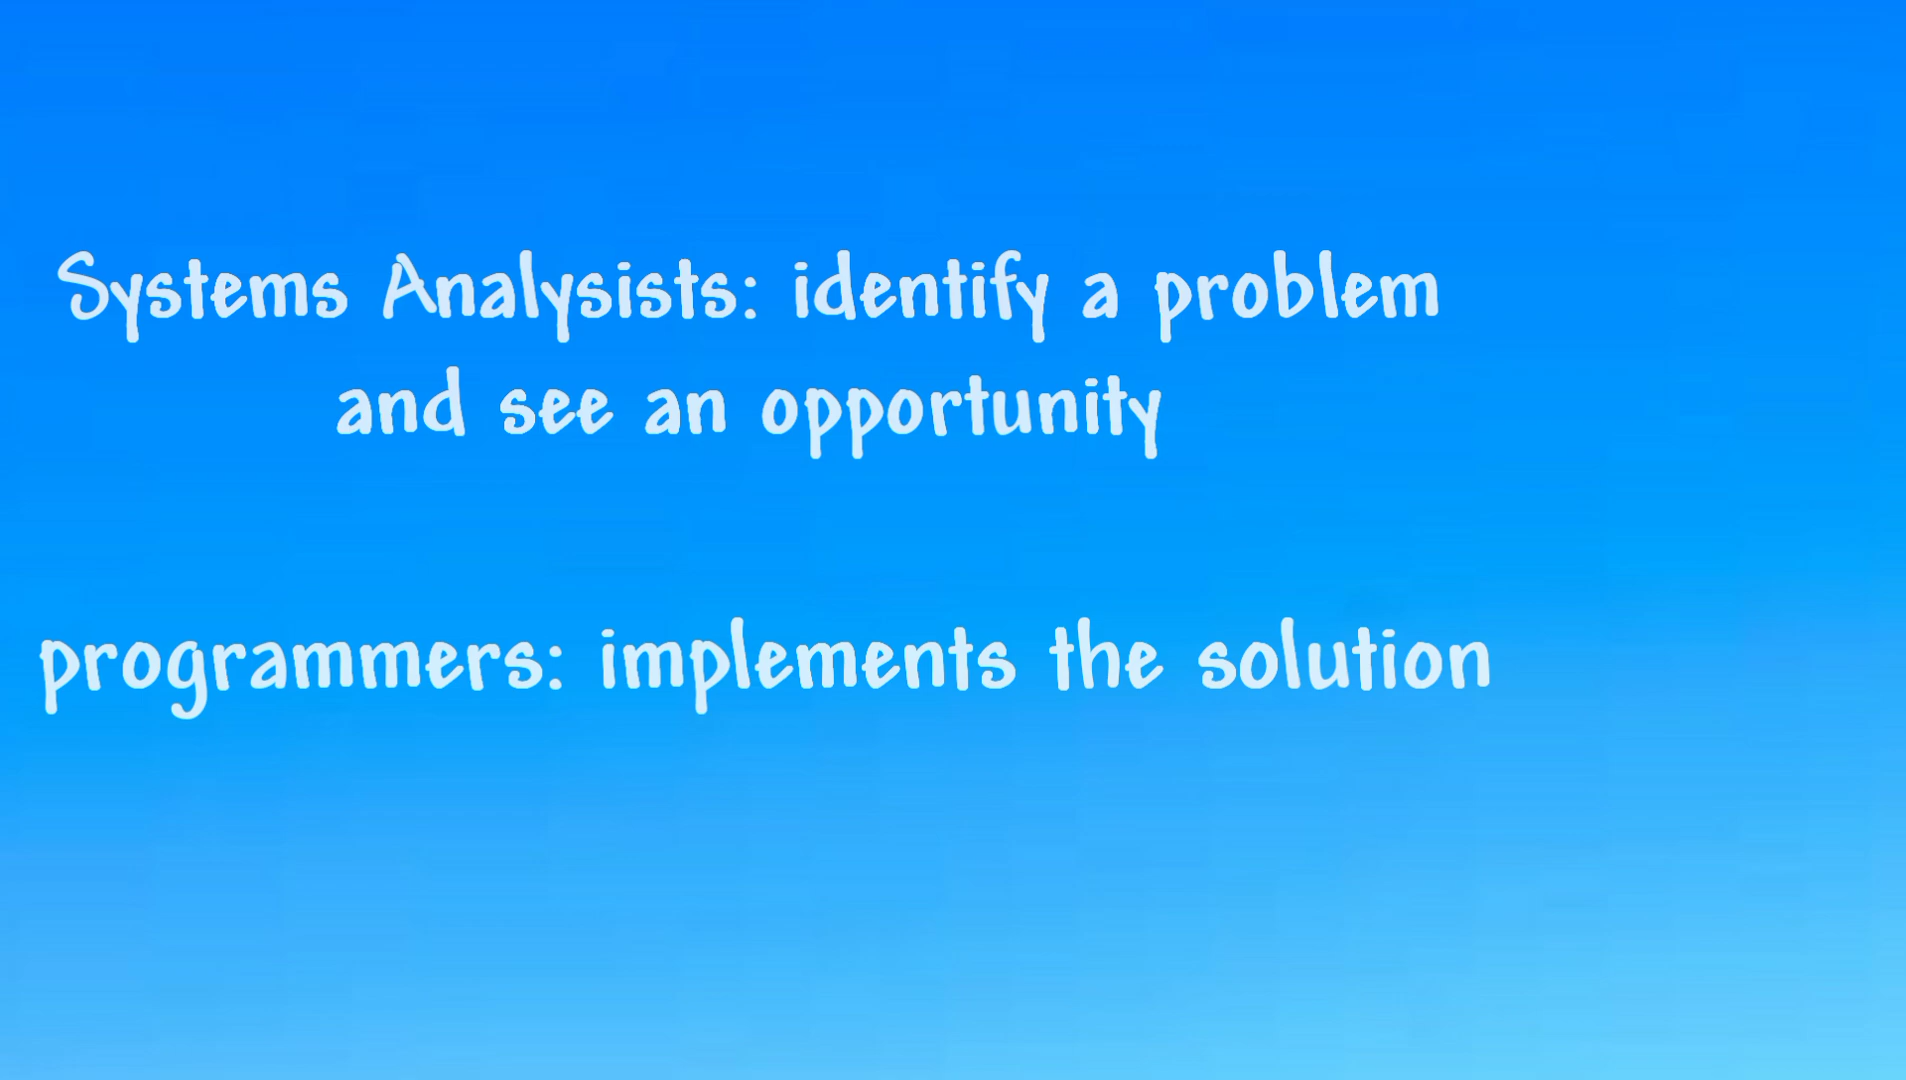 Systems Analysists: identify a problem
and see an opportunity
programmers: implements the solution